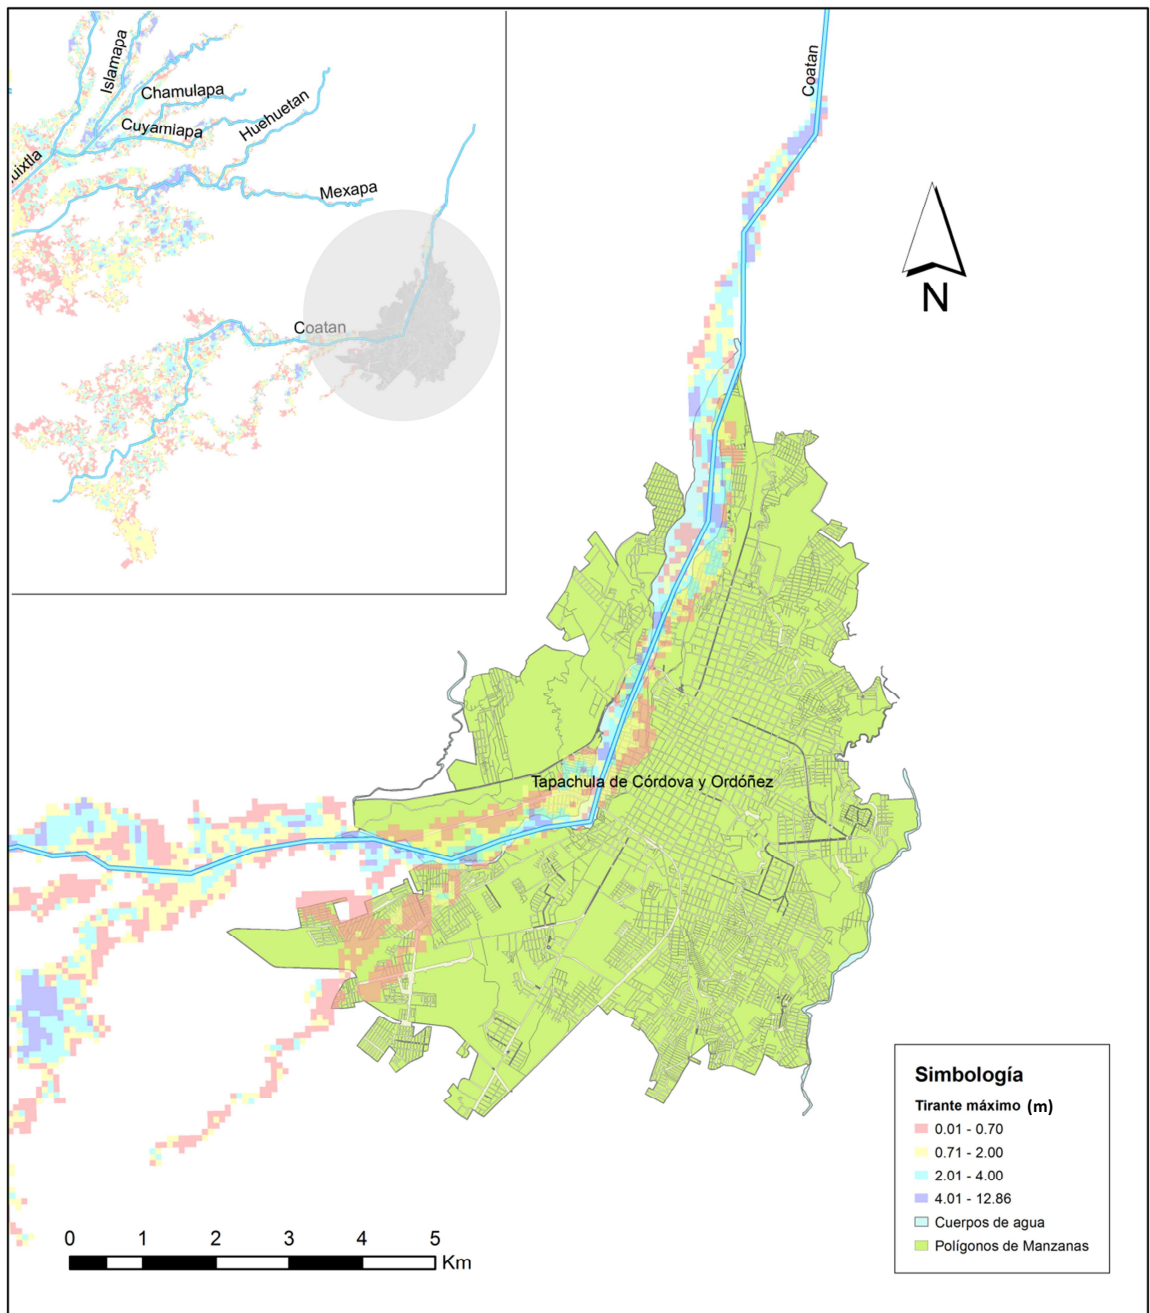 Islamapa
Chamulapa
Cuyamiapa
Huehuetan
uixtla
Mexapa
Coatan
Coatan
N
Tapachula de Córdova y Ordóñez
Simbología
Tirante máximo (m)
0.01 - 0.70
0.71 - 2.00
2.01 - 4.00
4.01 - 12.86
Cuerpos de agua
Polígonos de Manzanas
0 1 2 3 4 5
Km